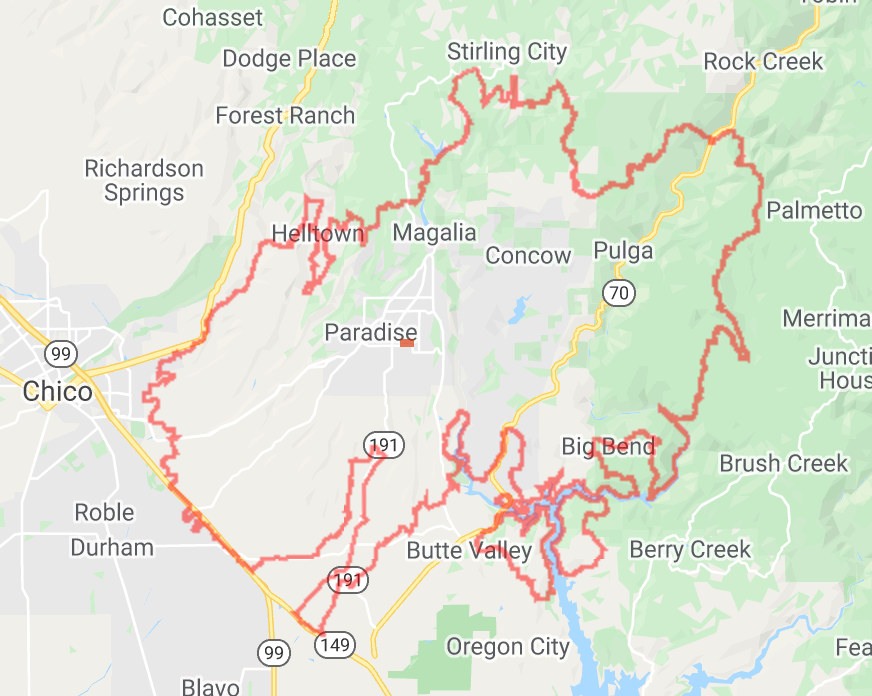 Cohasset
Stirling City
Dodge Place
Rock Creek
Forest Ranch
Richardson
Springs
Palmetto
Helltown
Magalia
Concow
Pulga
70
Merrima
Paradise
99
Juncti
Hous
Chico
191
Big Bend
Brush Creek
Roble
Durham
Butte Valley
Berry Creek
191
149
99
Oregon City
Fea
Blavo